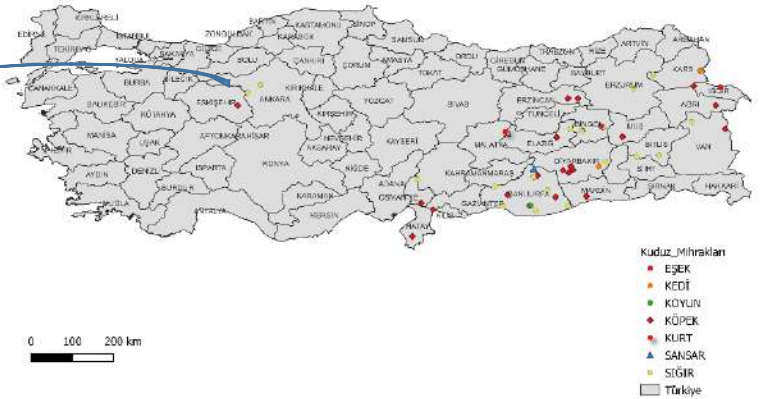 KIRKLARELİ
EDİRNE
TEKİRDAĞ
İSTANBUL
YALOVA
SAKARYA
ZONGULDAK
BARTIN
KASTAMONU
SİNOP
KARABÜK
SAMSUN
BOLU
ÇANKIRI
ÇORUM
AMASYA
TOKAT
ORDU
GİRESUN
TRABZON
RİZE
ARTVİN
ARDAHAN
GÜMÜŞHANE
BAYBURT
KARS
ERZURUM
ERZİNCAN
IĞDIR
AĞRI
ÇANAKKALE
BURSA
BİLECİK
ESKİŞEHİR
ANKARA
KIRIKKALE
YOZGAT
SİVAS
TUNCELİ
BİNGÖL
MUŞ
BALIKESİR
KÜTAHYA
KIRŞEHİR
MANİSA
UŞAK
AFYONKARAHİSAR
NEVŞEHİR
AKSARAY
KAYSERİ
MALATYA
ELAZIĞ
BİTLİS
VAN
DİYARBAKIR
SİİRT
AYDIN
DENİZLİ
ISPARTA
KONYA
NİĞDE
KAHRAMANMARAŞ
BURDUR
ADANA
OSMANİYE
GAZİANTEP
ŞANLIURFA
MARDİN
ŞIRNAK
HAKKARİ
MUĞLA
ANTALYA
KARAMAN
MERSİN
KİLİS
HATAY
Kuduz_Mihrakları
EŞEK
KEDİ
KOYUN
KÖPEK
KURT
SANSAR
SIĞIR
Türkiye
0 100 200 km